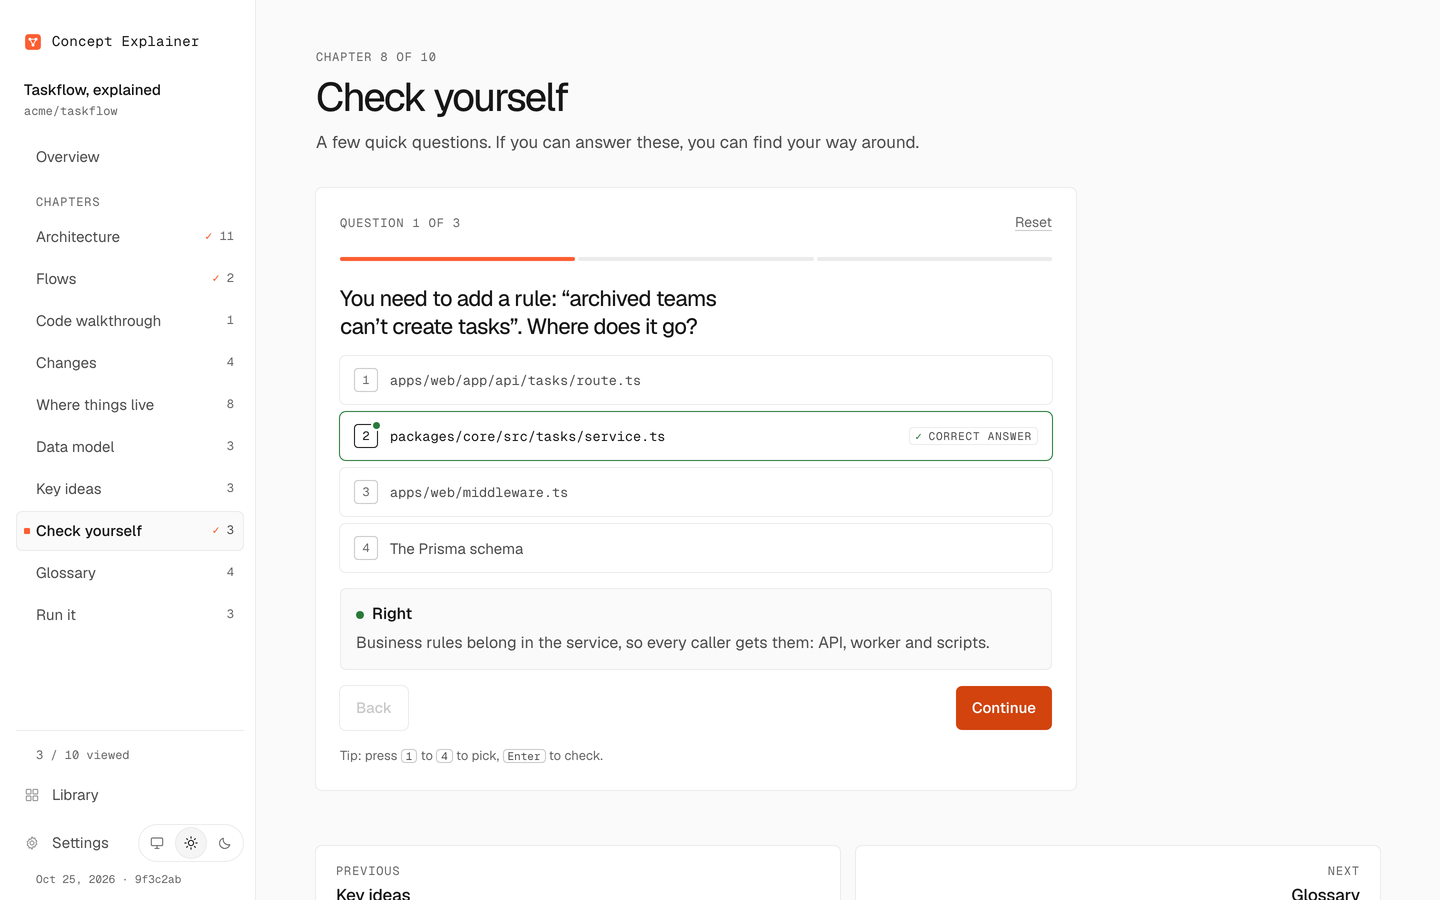 Concept Explainer
Taskflow, explained
acme/taskflow
Overview
CHAPTERS
Architecture ✓ 11
Flows ✓ 2
Code walkthrough 1
Changes 4
Where things live 8
Data model 3
Key ideas 3
Check yourself ✓ 3
Glossary 4
Run it 3
3 / 10 viewed
Library
Settings
Oct 25, 2026 · 9f3c2ab
CHAPTER 8 OF 10
Check yourself
A few quick questions. If you can answer these, you can find your way around.
QUESTION 1 OF 3 Reset
You need to add a rule: “archived teams
can’t create tasks”. Where does it go?
1 apps/web/app/api/tasks/route.ts
2 packages/core/src/tasks/service.ts ✓ CORRECT ANSWER
3 apps/web/middleware.ts
4 The Prisma schema
Right
Business rules belong in the service, so every caller gets them: API, worker and scripts.
Back Continue
Tip: press 1 to 4 to pick, Enter to check.
PREVIOUS
Key ideas
NEXT
Glossary